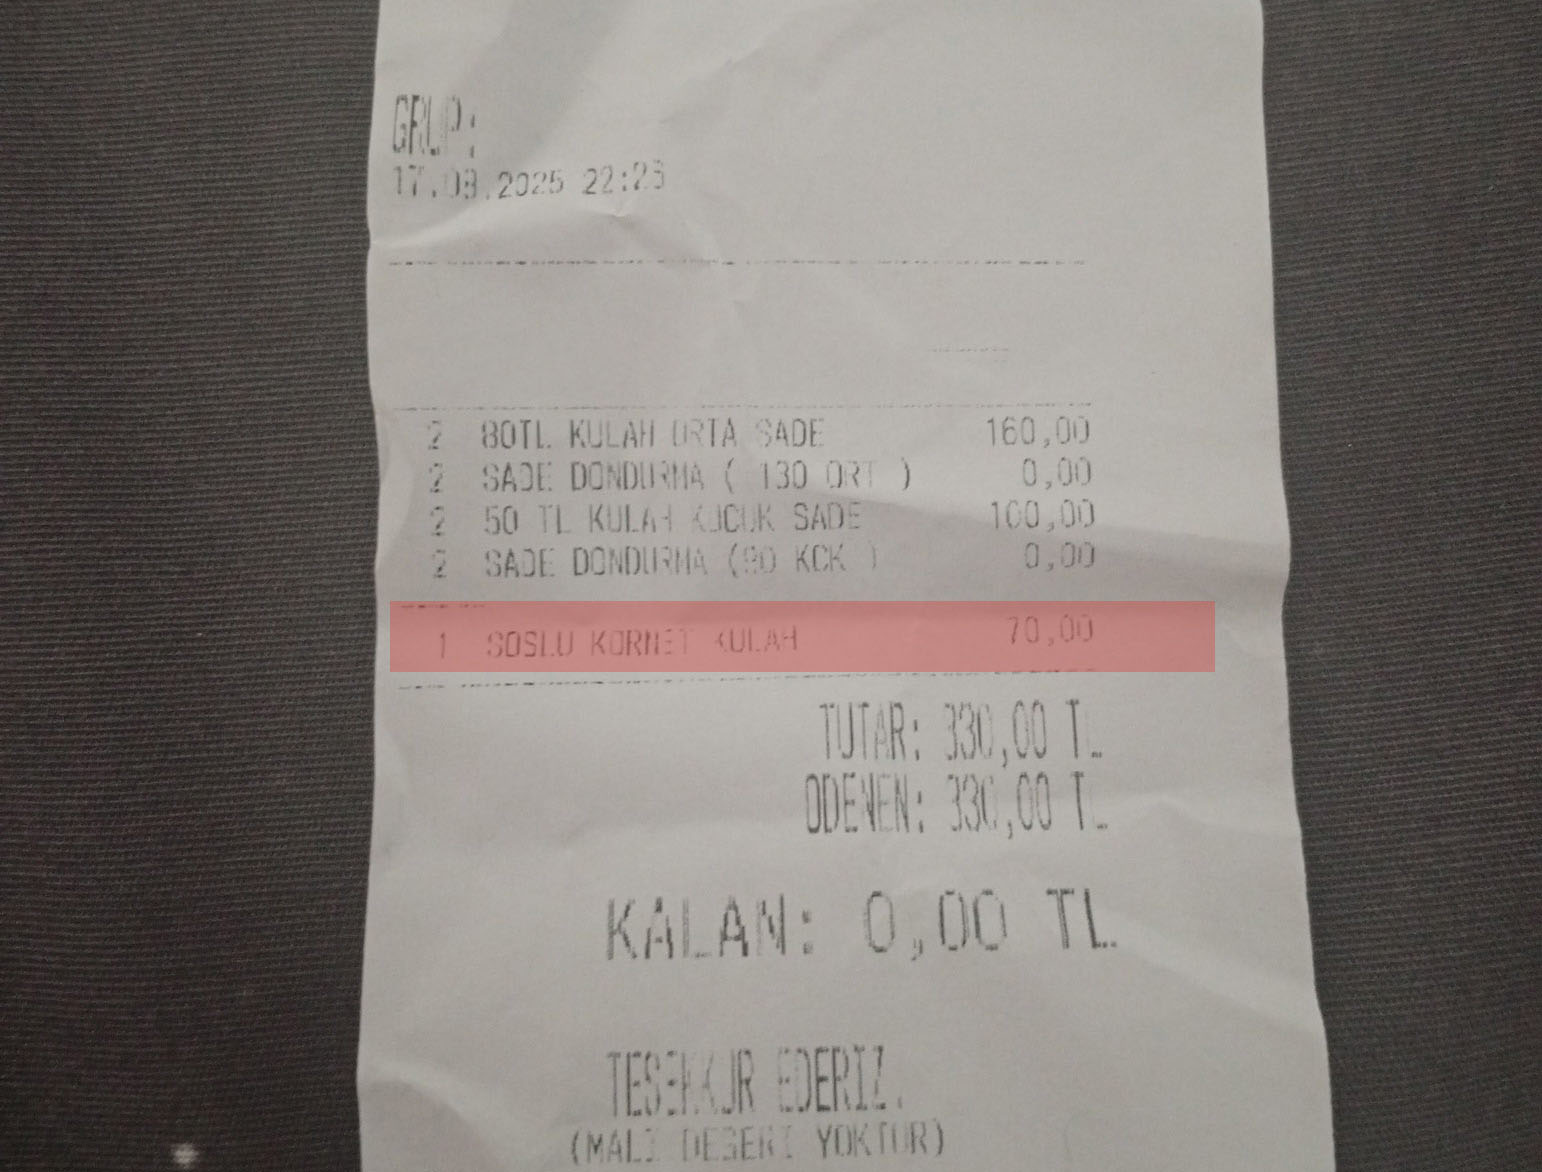 GRUP:
17.09.2025 22:23
2 80TL KULAH ORTA SADE 160,00
2 SADE DONDURMA ( 130 ORT ) 0,00
2 50 TL KULAH KUCUK SADE 100,00
2 SADE DONDURMA (90 KCK ) 0,00
1 SOSLU KORNET KULAH 70,00
TUTAR: 330,00 TL
ODENEN: 330,00 TL
KALAN: 0,00 TL
TESEKKUR EDERIZ.
(MALI DEGERI YOKTUR)